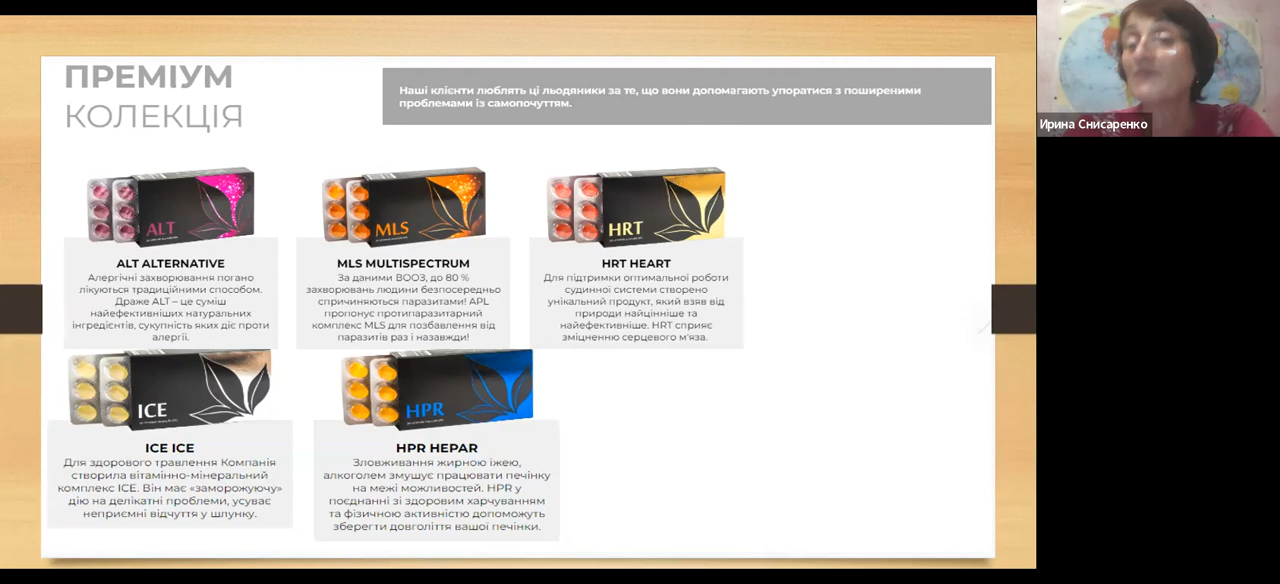 ПРЕМІУМ
КОЛЕКЦІЯ
Наші клієнти люблять ці льодяники за те, що вони допомагають упоратися з поширеними
проблемами із самопочуттям.
Ирина Снисаренко
ALT
MLS
HRT
ALT ALTERNATIVE
Алергічні захворювання погано
лікуються традиційними способом.
Драже ALT – це суміш
найефективніших натуральних
інгредієнтів, сукупність яких діє проти
алергії.
MLS MULTISPECTRUM
За даними ВООЗ, до 80 %
захворювань людини безпосередньо
спричиняються паразитами! APL
пропонує протипаразитарний
комплекс MLS для позбавлення від
паразитів раз і назавжди!
HRT HEART
Для підтримки оптимальної роботи
судинної системи створено
унікальний продукт, який взяв від
природи найцінніше та
найефективніше. HRT сприяє
зміцненню серцевого м'яза.
ICE
HPR
ICE ICE
Для здорового травлення Компанія
створила вітамінно-мінеральний
комплекс ICE. Він має «заморожуючу»
дію на делікатні проблеми, усуває
неприємні відчуття у шлунку.
HPR HEPAR
Зловживання жирною їжею,
алкоголем змушує працювати печінку
на межі можливостей. HPR у
поєднанні зі здоровим харчуванням
та фізичною активністю допоможуть
зберегти довголіття вашої печінки.